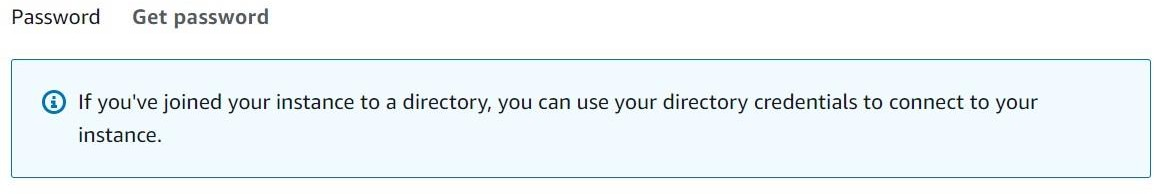 Password Get password
If you've joined your instance to a directory, you can use your directory credentials to connect to your
instance.